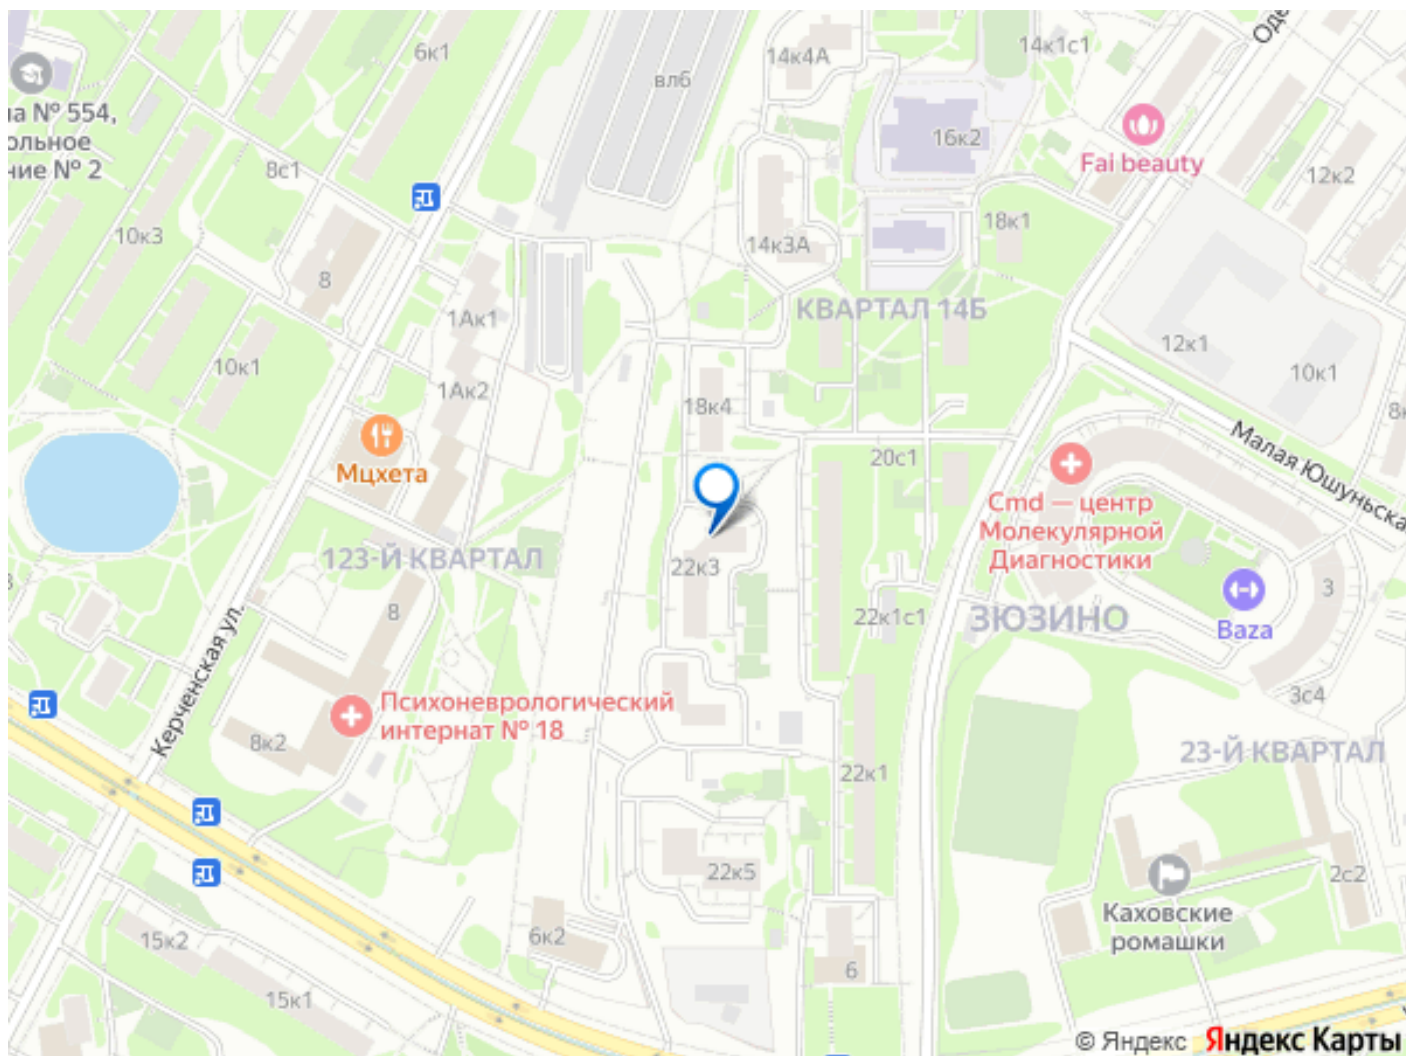 6к1
вл6
14к4А
14к1с1
Оде
на № 554,
ольное
ние № 2
8с1
16к2
Fai beauty
12к2
10к3
18к1
14к3А
8
1Ак1
КВАРТАЛ 14Б
12к1
10к1
10к1
1Ак2
18к4
8к
Малая Юшуньска
Мцхета
20с1
Cmd — центр
Молекулярной
Диагностики
123-Й КВАРТАЛ
22к3
8
22к1с1
ЗЮЗИНО
Baza
3
Керченская ул.
Психоневрологический
интернат № 18
3с4
8к2
23-Й КВАРТАЛ
22к1
22к5
2с2
Каховские
ромашки
15к2
6к2
6
15к1
© Яндекс Яндекс Карты